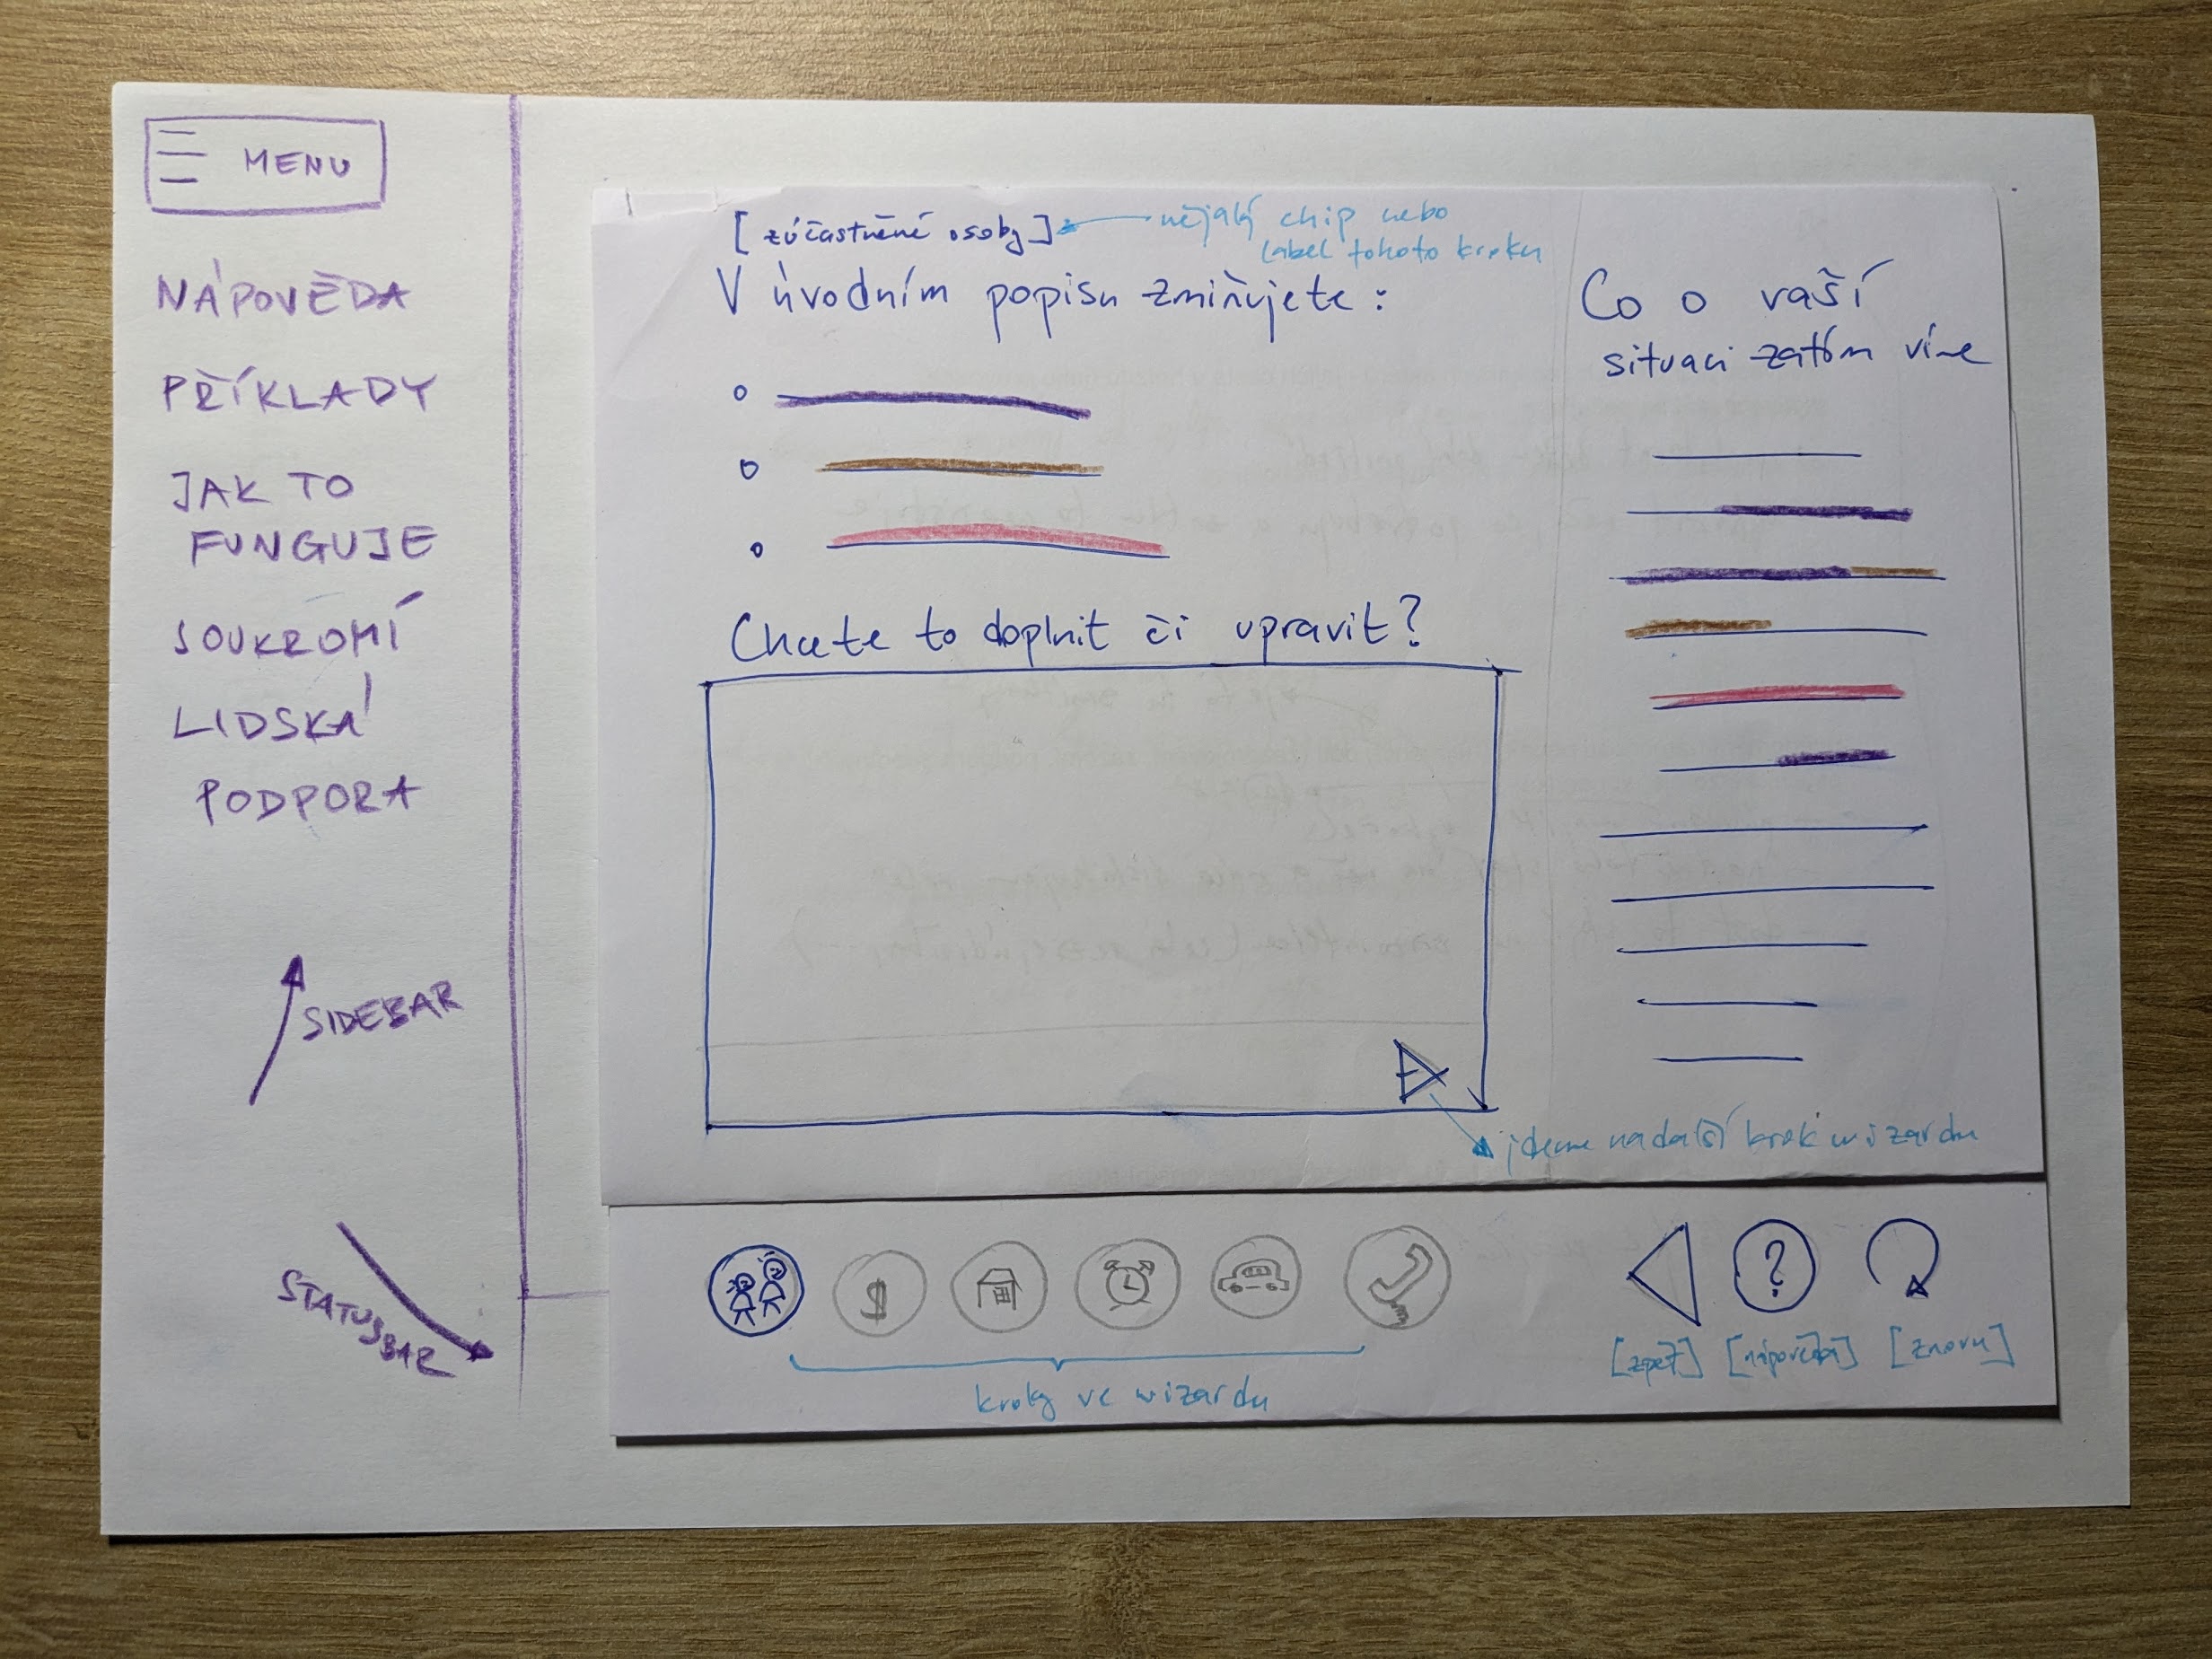 MENU
NÁPOVĚDA
PŘÍKLADY
JAK TO
FUNGUJE
SOUKROMÍ
LIDSKÁ
PODPORA
SIDEBAR
STATUSBAR
[zúčastněné osoby]
nějaký chip nebo
label tohoto kroku
V úvodním popisu zmiňujete:
Chcete to doplnit či upravit?
Co o vaší
situaci zatím víme
jdeme na další krok wizardu
$
?
[zpět] [nápověda] [znovu]
kroky ve wizardu